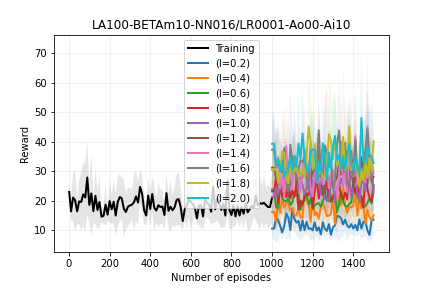 LA100-BETAm10-NN016/LR0001-Ao00-Ai10
Reward
70
60
50
40
30
20
10
Training
(l=0.2)
(l=0.4)
(l=0.6)
(l=0.8)
(l=1.0)
(l=1.2)
(l=1.4)
(l=1.6)
(l=1.8)
(l=2.0)
0 200 400 600 800 1000 1200 1400
Number of episodes